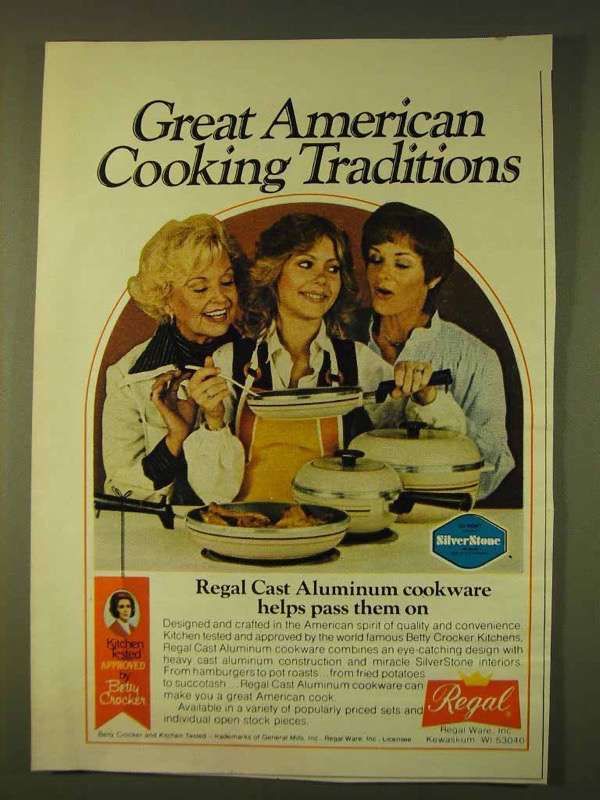 Great American
Cooking Traditions
SilverStone
Regal Cast Aluminum cookware
helps pass them on
Designed and crafted in the American spirit of quality and convenience.
Kitchen tested and approved by the world famous Betty Crocker Kitchens,
Regal Cast Aluminum cookware combines an eye-catching design with
heavy cast aluminum construction and miracle SilverStone interiors.
From hamburgers to pot roasts...from fried potatoes
to succotash...Regal Cast Aluminum cookware can
make you a great American cook.
Available in a variety of popularly priced sets and
individual open stock pieces.
Kitchen
Tested
APPROVED
by
Betty
Crocker
Regal
®
Regal Ware, Inc.
Kewaskum, WI 53040
Betty Crocker and Kitchen Tested - trademarks of General Mills, Inc. Regal Ware, Inc. - Licensee